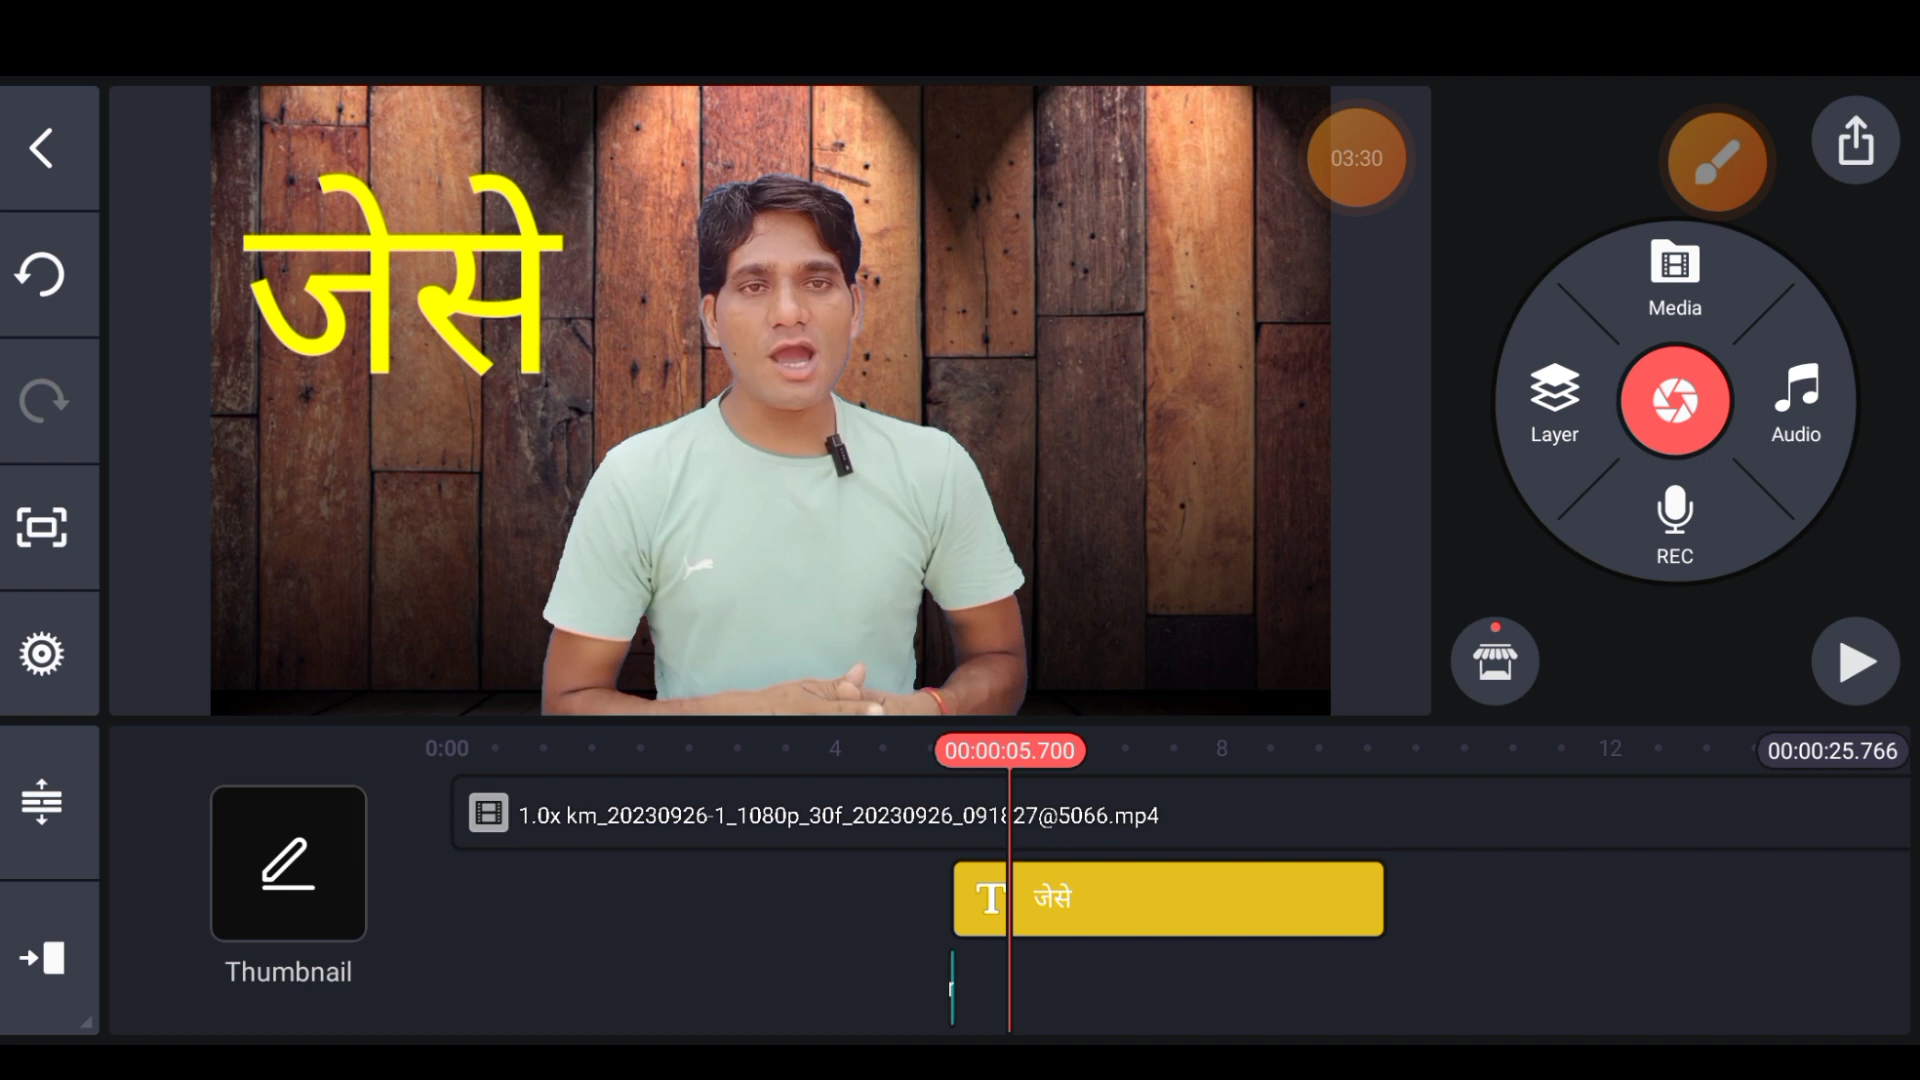 जेसे
03:30
Media
Layer
Audio
REC
0:00 4 00:00:05.700 8 12 00:00:25.766
1.0x km_20230926-1_1080p_30f_20230926_091827@5066.mp4
T जेसे
Thumbnail